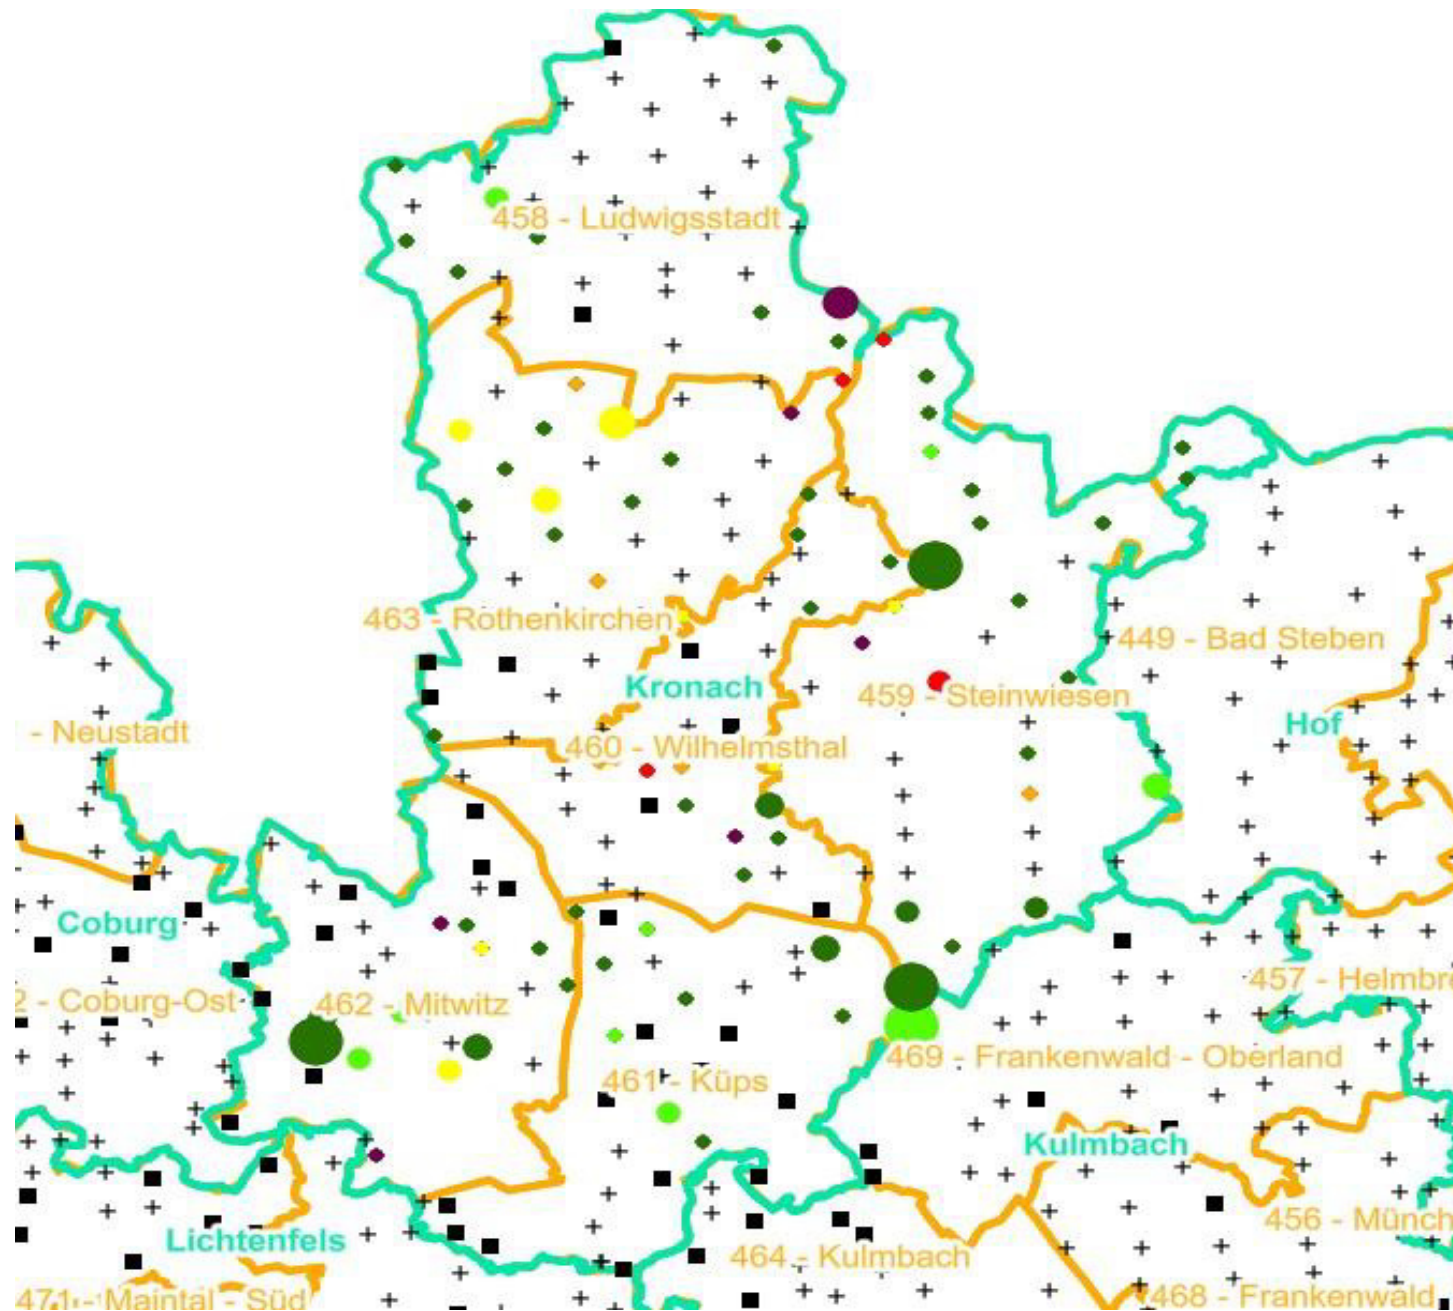 458 - Ludwigsstadt
463 - Rothenkirchen
449 - Bad Steben
Kronach
459 - Steinwiesen
Hof
- Neustadt
460 - Wilhelmsthal
Coburg
457 - Helmbre
2 - Coburg-Ost
462 - Mitwitz
469 - Frankenwald - Oberland
461 - Küps
Kulmbach
456 - Münch
Lichtenfels
464 - Kulmbach
471 - Maintal - Süd
468 - Frankenwald